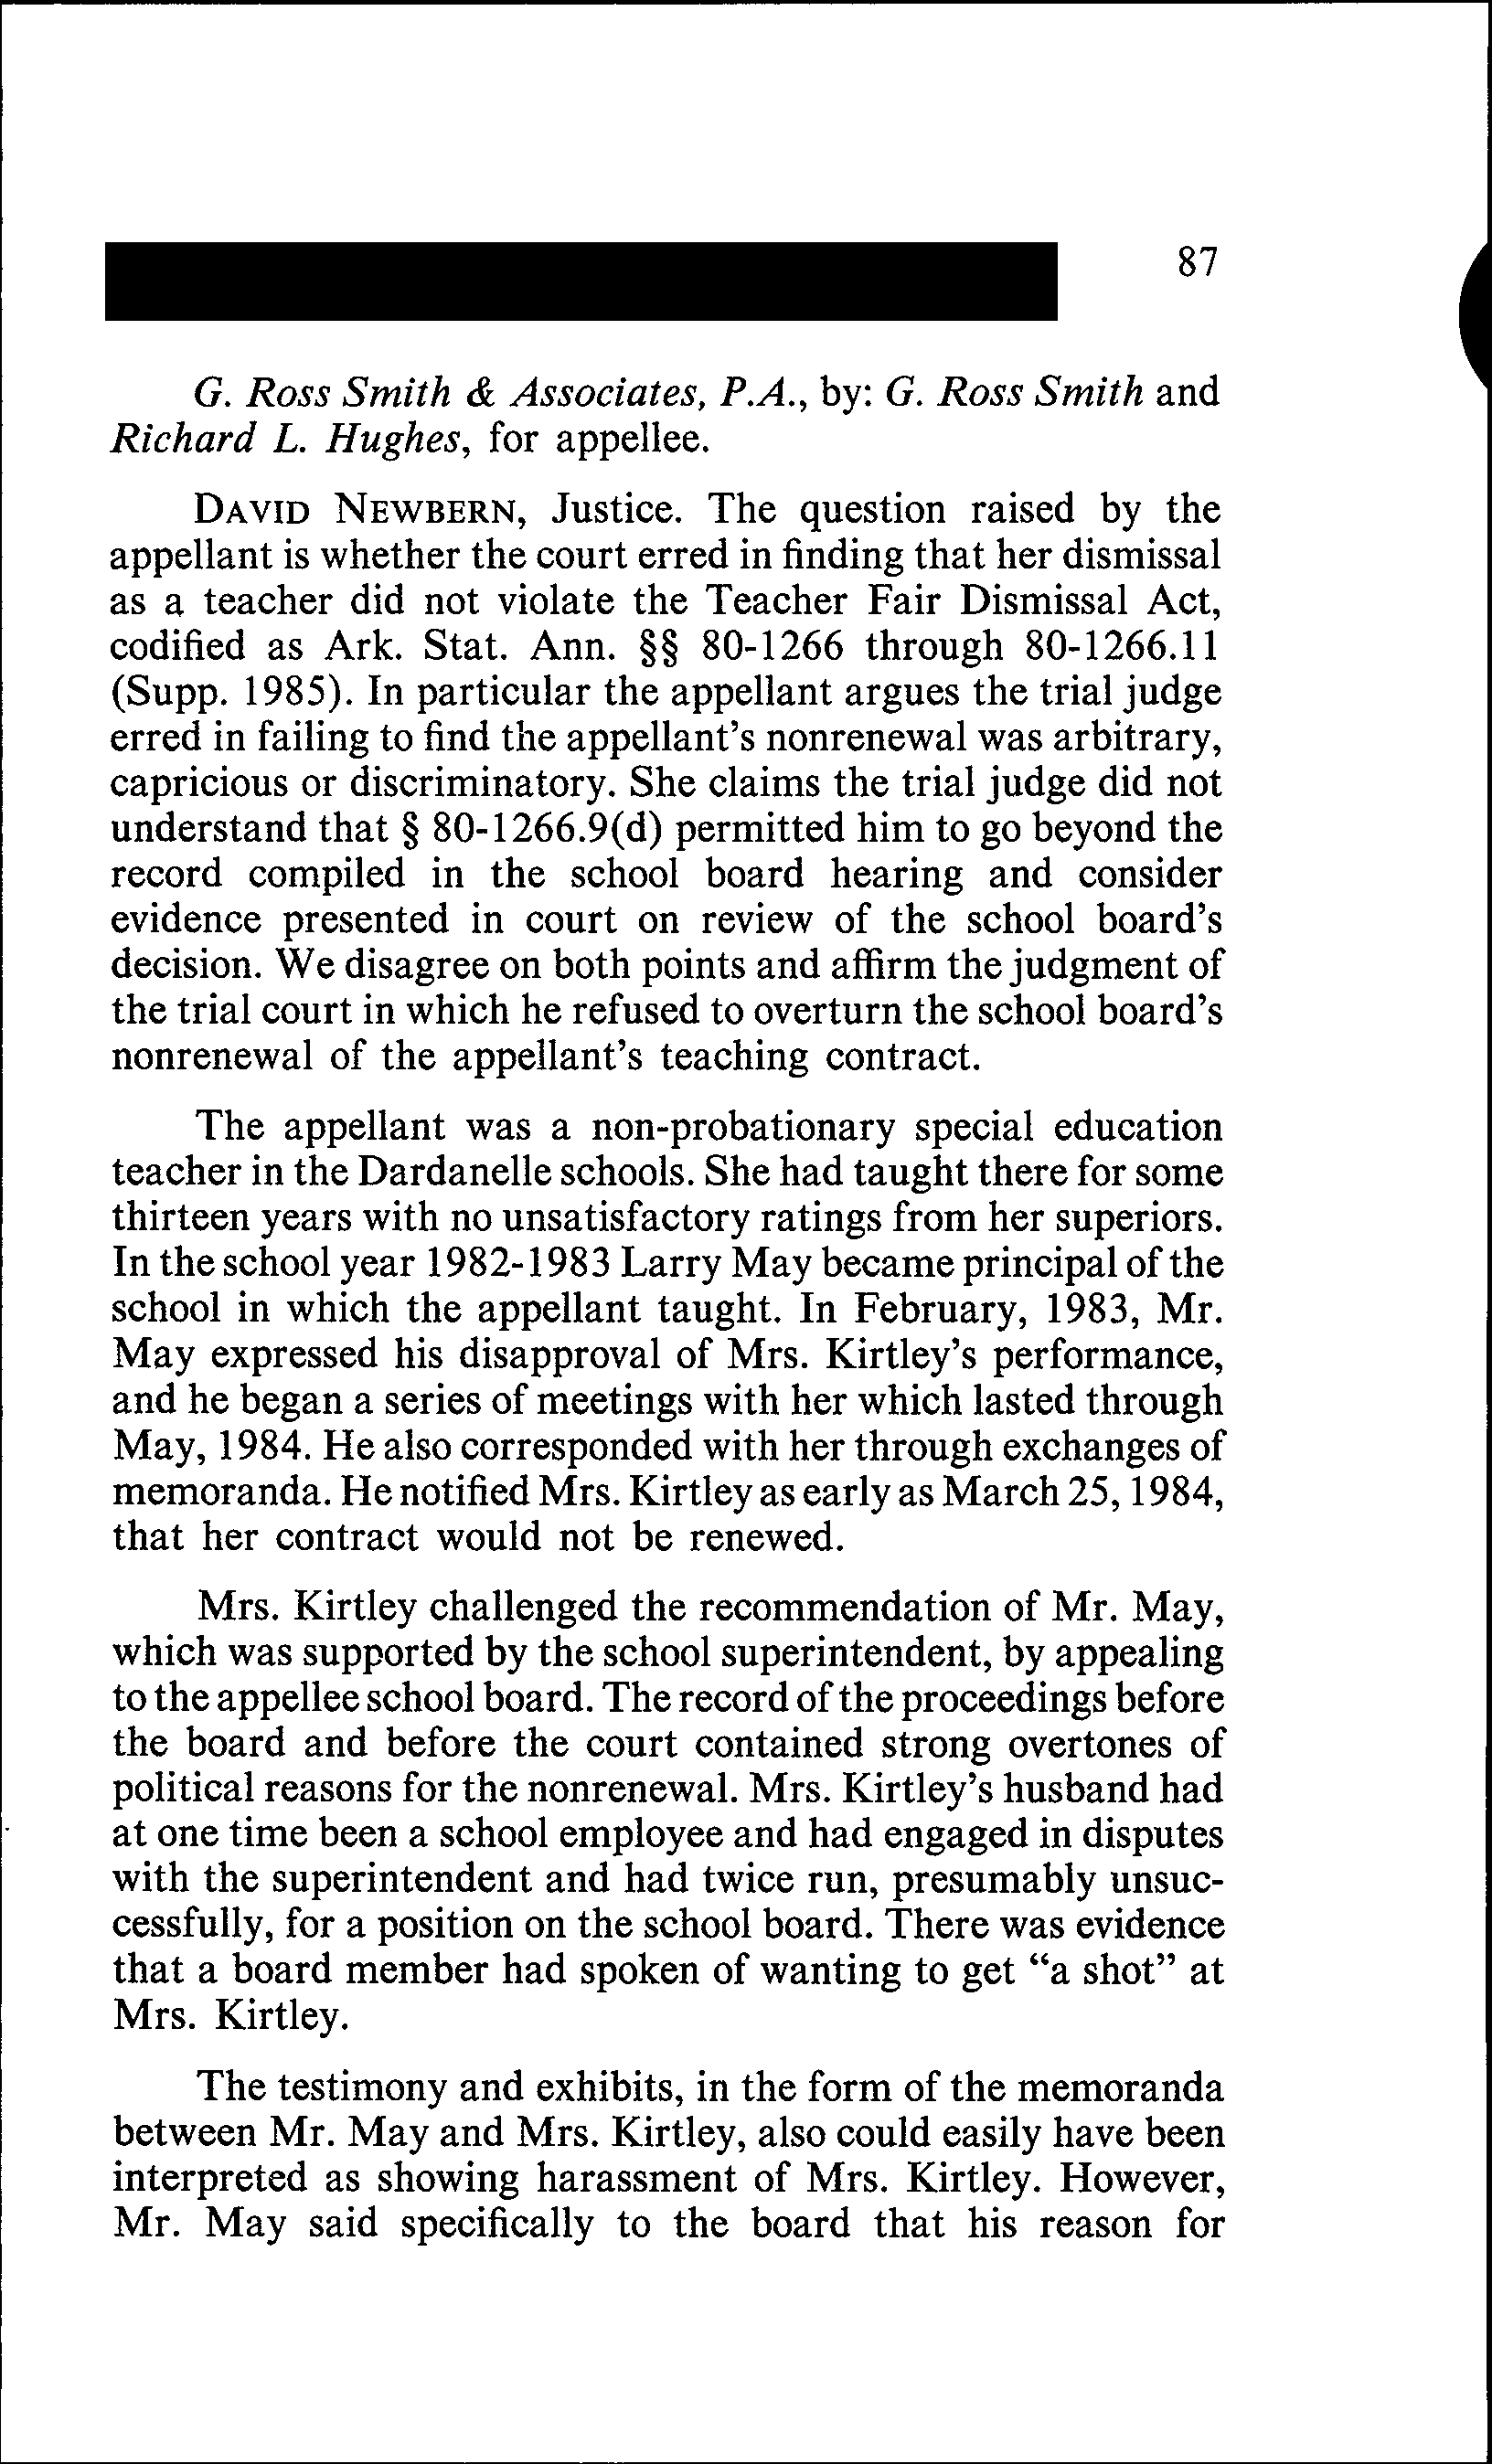 87
G. Ross Smith & Associates, P.A., by: G. Ross Smith and
Richard L. Hughes, for appellee.
DAVID NEWBERN, Justice. The question raised by the
appellant is whether the court erred in finding that her dismissal
as a teacher did not violate the Teacher Fair Dismissal Act,
codified as Ark. Stat. Ann. §§ 80-1266 through 80-1266.11
(Supp. 1985). In particular the appellant argues the trial judge
erred in failing to find the appellant's nonrenewal was arbitrary,
capricious or discriminatory. She claims the trial judge did not
understand that § 80-1266.9(d) permitted him to go beyond the
record compiled in the school board hearing and consider
evidence presented in court on review of the school board's
decision. We disagree on both points and affirm the judgment of
the trial court in which he refused to overturn the school board's
nonrenewal of the appellant's teaching contract.
The appellant was a non-probationary special education
teacher in the Dardanelle schools. She had taught there for some
thirteen years with no unsatisfactory ratings from her superiors.
In the school year 1982-1983 Larry May became principal of the
school in which the appellant taught. In February, 1983, Mr.
May expressed his disapproval of Mrs. Kirtley's performance,
and he began a series of meetings with her which lasted through
May, 1984. He also corresponded with her through exchanges of
memoranda. He notified Mrs. Kirtley as early as March 25, 1984,
that her contract would not be renewed.
Mrs. Kirtley challenged the recommendation of Mr. May,
which was supported by the school superintendent, by appealing
to the appellee school board. The record of the proceedings before
the board and before the court contained strong overtones of
political reasons for the nonrenewal. Mrs. Kirtley's husband had
at one time been a school employee and had engaged in disputes
with the superintendent and had twice run, presumably unsuc-
cessfully, for a position on the school board. There was evidence
that a board member had spoken of wanting to get "a shot" at
Mrs. Kirtley.
The testimony and exhibits, in the form of the memoranda
between Mr. May and Mrs. Kirtley, also could easily have been
interpreted as showing harassment of Mrs. Kirtley. However,
Mr. May said specifically to the board that his reason for